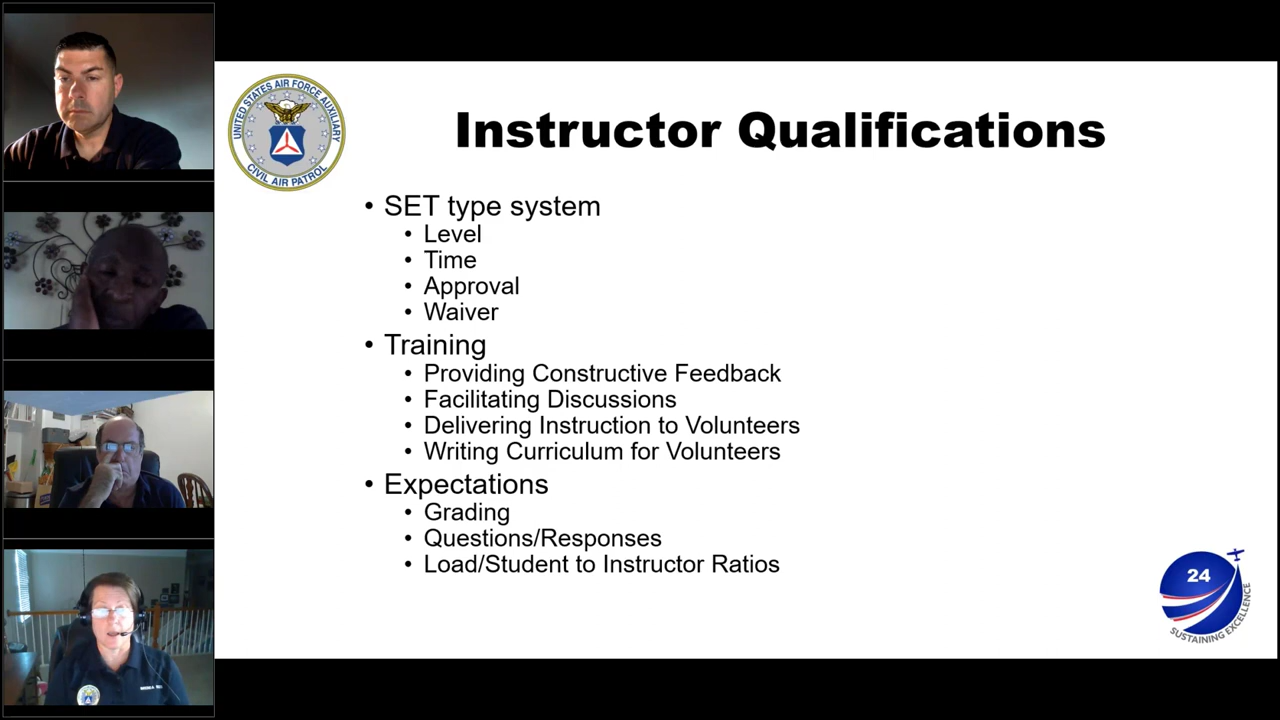 UNITED STATES AIR FORCE AUXILIARY
CIVIL AIR PATROL
Instructor Qualifications
• SET type system
• Level
• Time
• Approval
• Waiver
• Training
• Providing Constructive Feedback
• Facilitating Discussions
• Delivering Instruction to Volunteers
• Writing Curriculum for Volunteers
• Expectations
• Grading
• Questions/Responses
• Load/Student to Instructor Ratios
24
SUSTAINING EXCELLENCE